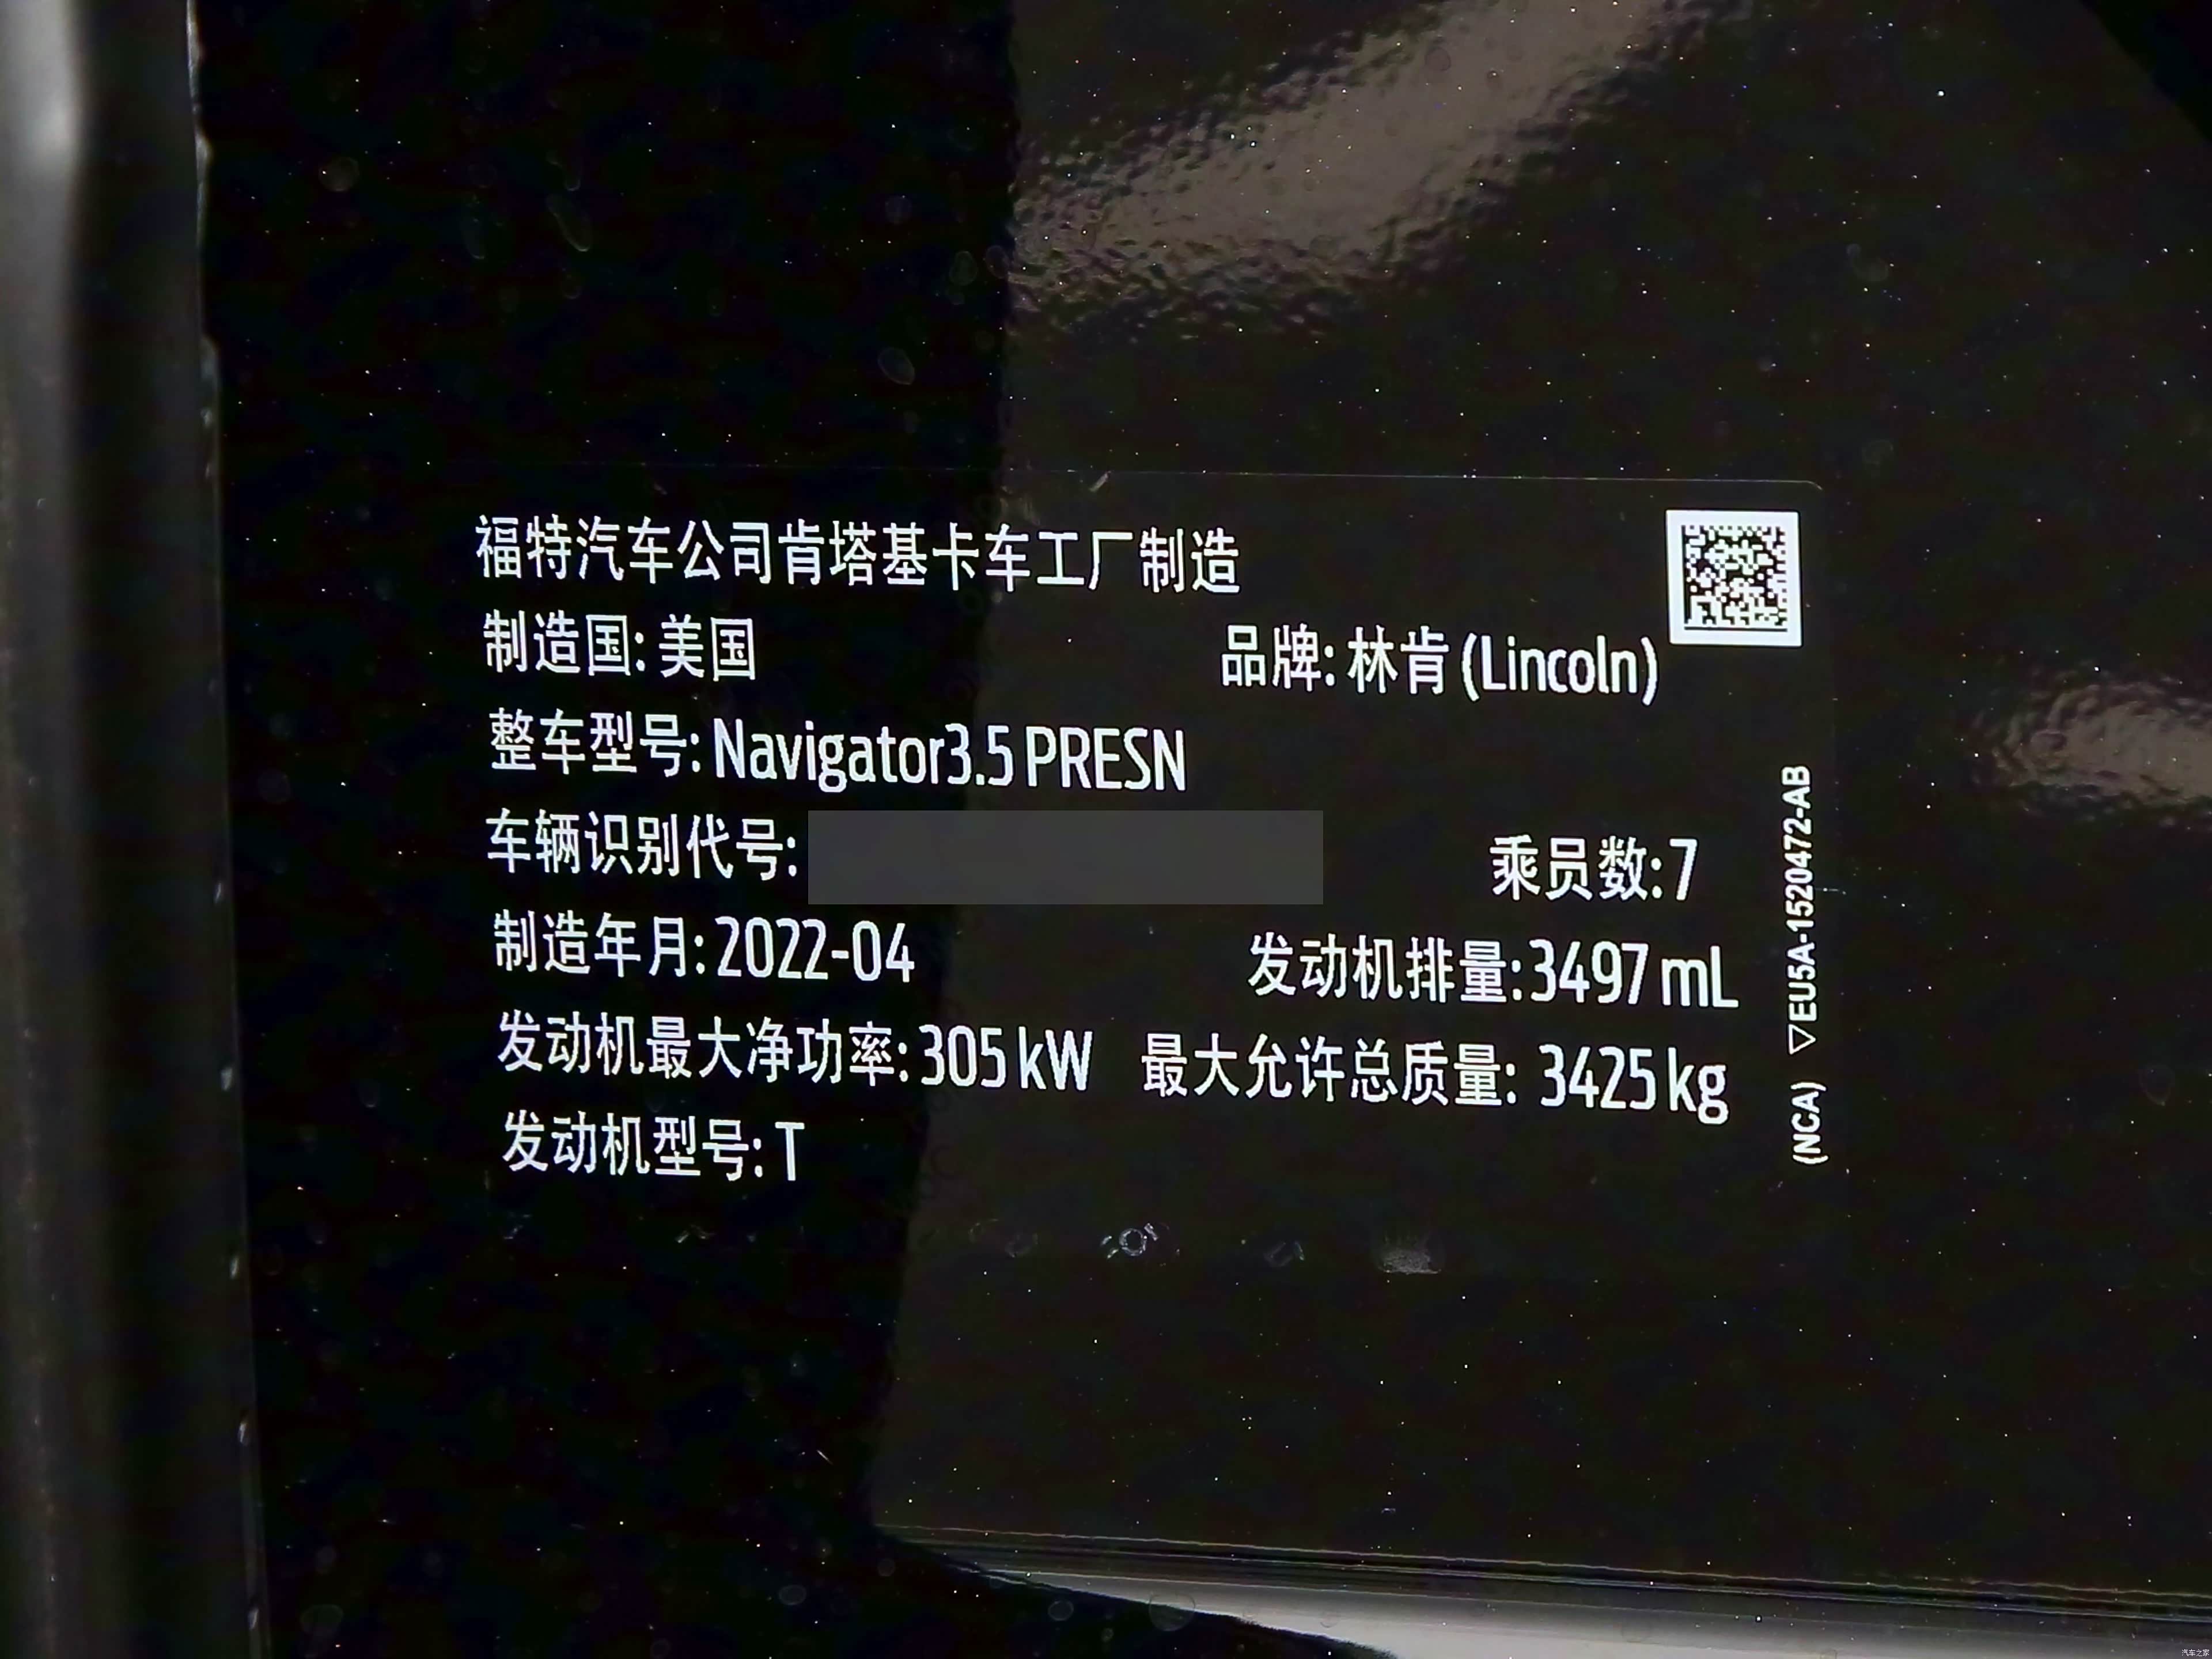 福特汽车公司肯塔基卡车工厂制造
制造国: 美国
品牌: 林肯 (Lincoln)
整车型号: Navigator3.5 PRESN
车辆识别代号:
乘员数: 7
制造年月: 2022-04
发动机排量: 3497 mL
发动机最大净功率: 305 kW
最大允许总质量: 3425 kg
发动机型号: T
(NCA) ▽EU5A-1520472-AB
汽车之家